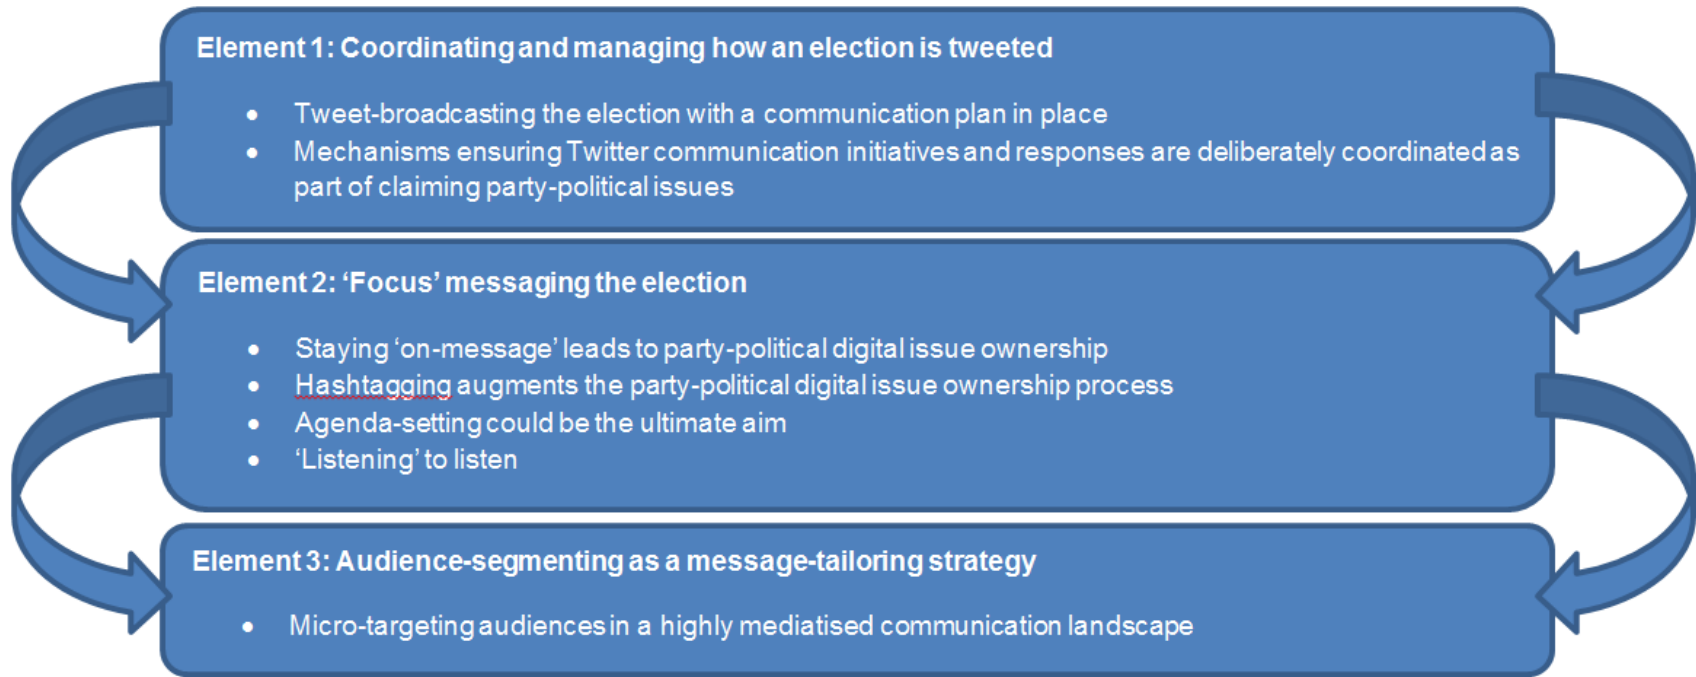 Element 1: Coordinating and managing how an election is tweeted
• Tweet-broadcasting the election with a communication plan in place
• Mechanisms ensuring Twitter communication initiatives and responses are deliberately coordinated as
part of claiming party-political issues
Element 2: ‘Focus’ messaging the election
• Staying ‘on-message’ leads to party-political digital issue ownership
• Hashtagging augments the party-political digital issue ownership process
• Agenda-setting could be the ultimate aim
• ‘Listening’ to listen
Element 3: Audience-segmenting as a message-tailoring strategy
• Micro-targeting audiences in a highly mediatised communication landscape